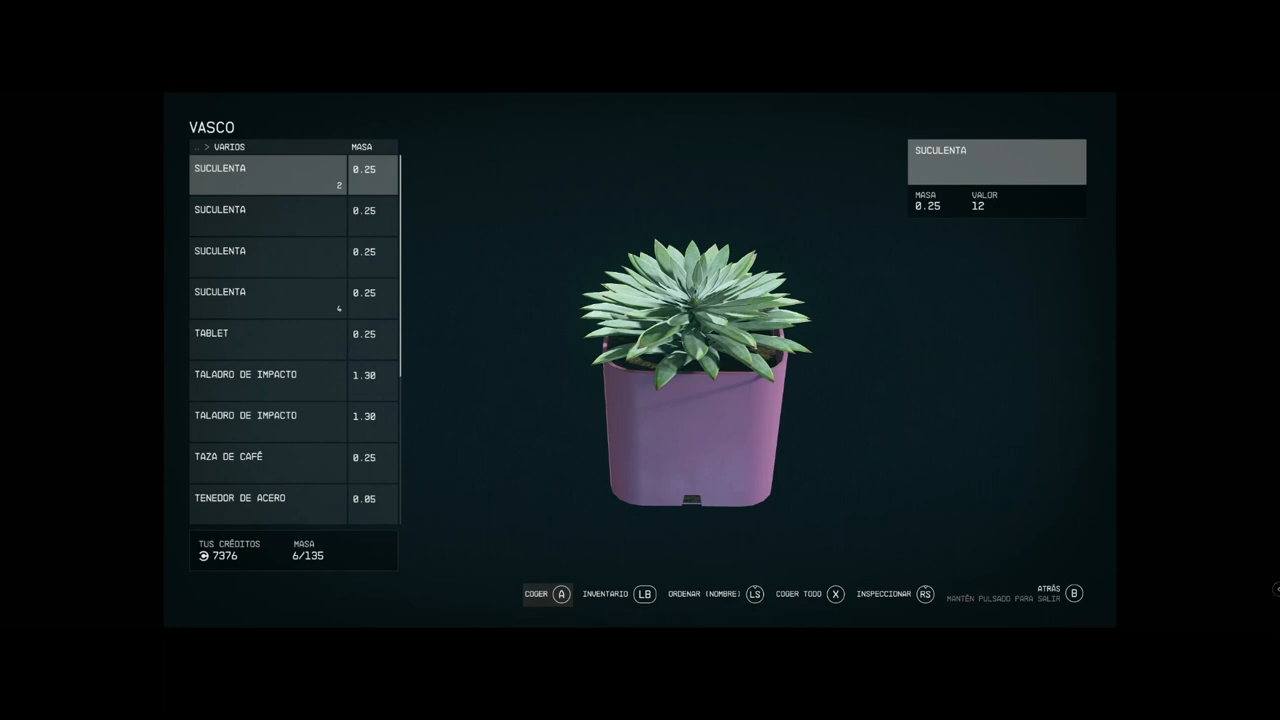 VASCO
.. > VARIOS MASA
SUCULENTA 0.25
2
SUCULENTA 0.25
SUCULENTA 0.25
SUCULENTA 0.25
4
TABLET 0.25
TALADRO DE IMPACTO 1.30
TALADRO DE IMPACTO 1.30
TAZA DE CAFÉ 0.25
TENEDOR DE ACERO 0.05
TUS CRÉDITOS MASA
7376 6/135
SUCULENTA
MASA VALOR
0.25 12
COGER A INVENTARIO LB ORDENAR (NOMBRE) LS COGER TODO X INSPECCIONAR RS ATRÁS B
MANTÉN PULSADO PARA SALIR